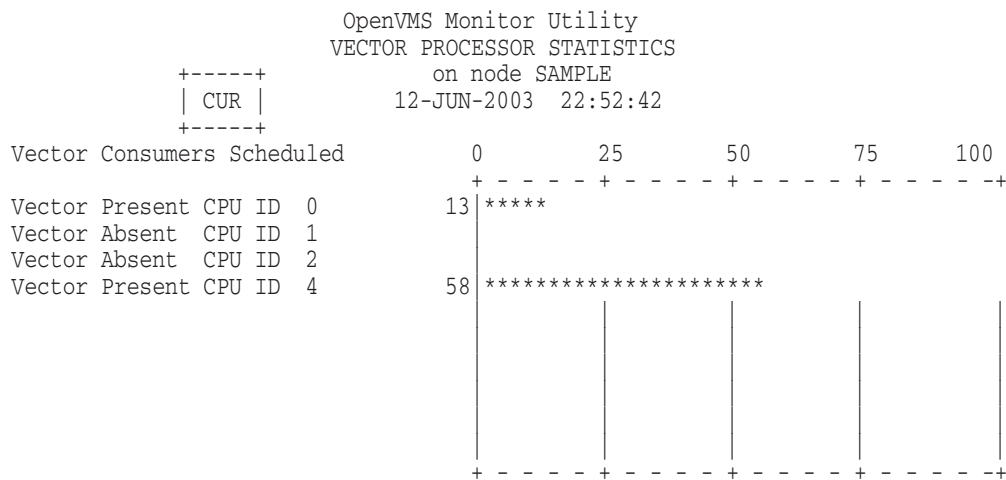 OpenVMS Monitor Utility
VECTOR PROCESSOR STATISTICS
+-----+ on node SAMPLE
| CUR | 12-JUN-2003 22:52:42
+-----+
Vector Consumers Scheduled 0 25 50 75 100
+ - - - - + - - - - + - - - - + - - - - -+
Vector Present CPU ID 0 13|*****
Vector Absent CPU ID 1 |
Vector Absent CPU ID 2 |
Vector Present CPU ID 4 58|**********************
| | | | |
| | | | |
| | | | |
| | | | |
| | | | |
| | | | |
| | | | |
+ - - - - + - - - - + - - - - + - - - - -+